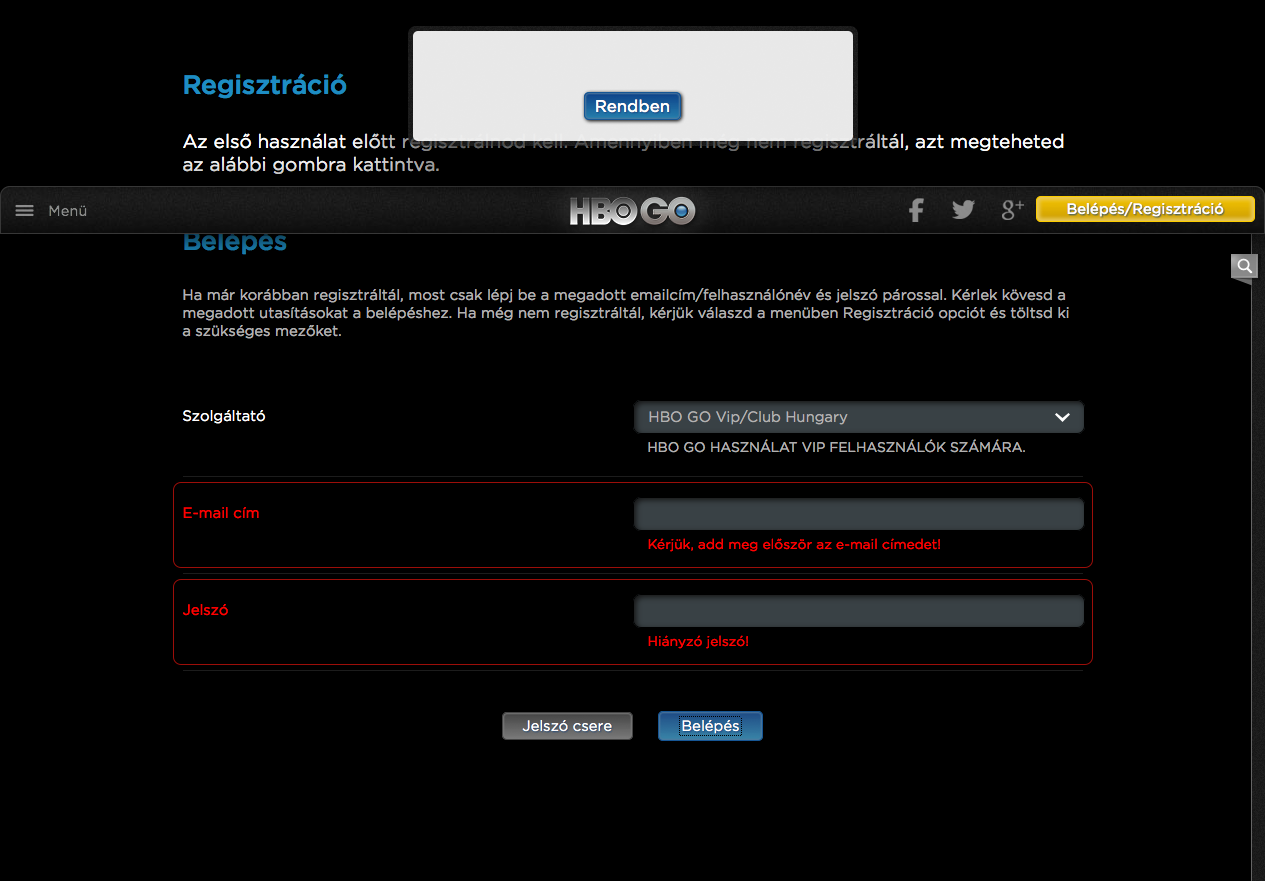 Rendben
Regisztráció
Az első használat előtt regisztrálnod kell. Amennyiben még nem regisztráltál, azt megteheted
az alábbi gombra kattintva.
Menü
HBO GO
g+
Belépés/Regisztráció
Belépés
Ha már korábban regisztráltál, most csak lépj be a megadott emailcím/felhasználónév és jelszó párossal. Kérlek kövesd a
megadott utasításokat a belépéshez. Ha még nem regisztráltál, kérjük válaszd a menüben Regisztráció opciót és töltsd ki
a szükséges mezőket.
Szolgáltató
HBO GO Vip/Club Hungary
HBO GO HASZNÁLAT VIP FELHASZNÁLÓK SZÁMÁRA.
E-mail cím
Kérjük, add meg először az e-mail címedet!
Jelszó
Hiányzó jelszó!
Jelszó csere
Belépés